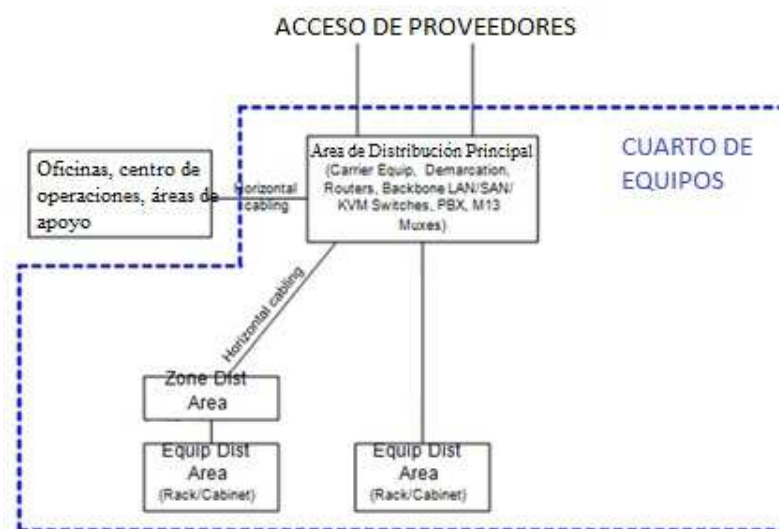 ACCESO DE PROVEEDORES
Area de Distribución Principal
(Carrier Equip, Demarcation,
Routers, Backbone LAN/SAN/
KVM Switches, PBX, M13
Muxes)
CUARTO DE
EQUIPOS
Oficinas, centro de
operaciones, áreas de
apoyo
Horizontal
cabling
Horizontal cabling
Zone Dist
Area
Equip Dist
Area
(Rack/Cabinet)
Equip Dist
Area
(Rack/Cabinet)